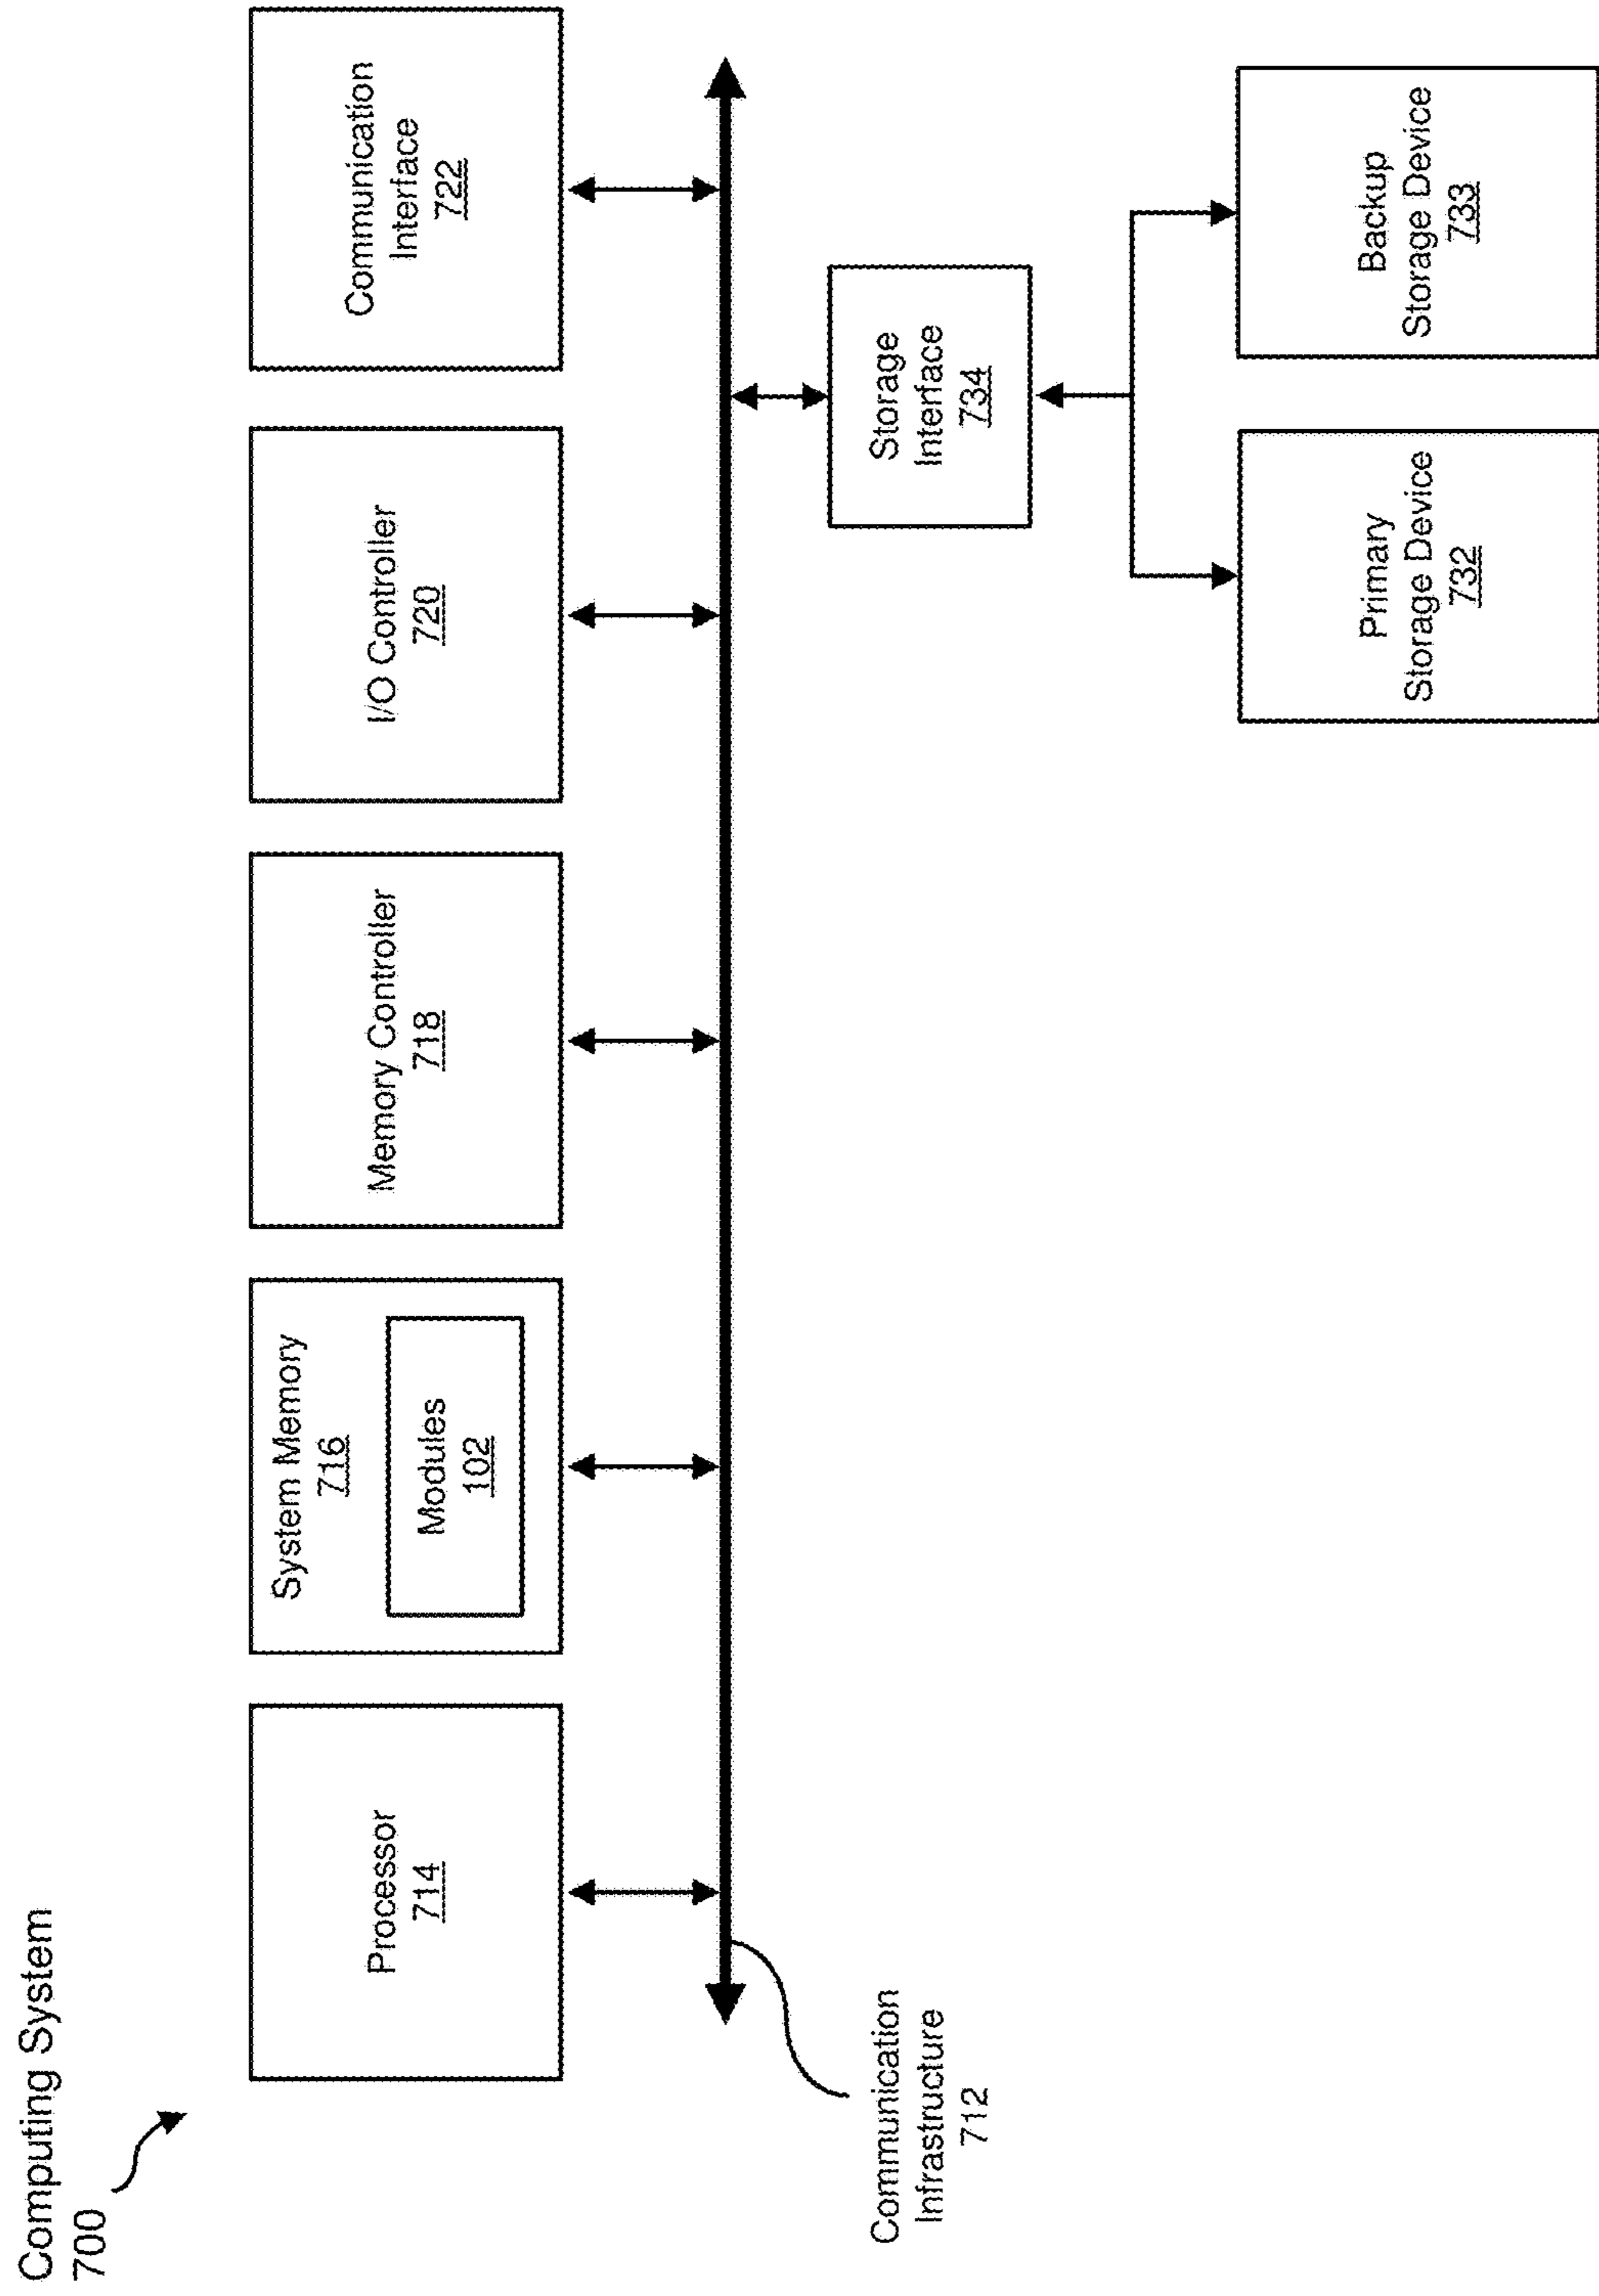 Computing System
700
Processor
714
System Memory
716
Modules
102
Memory Controller
718
I/O Controller
720
Communication
Interface
722
Communication
Infrastructure
712
Storage
Interface
734
Primary
Storage Device
732
Backup
Storage Device
733